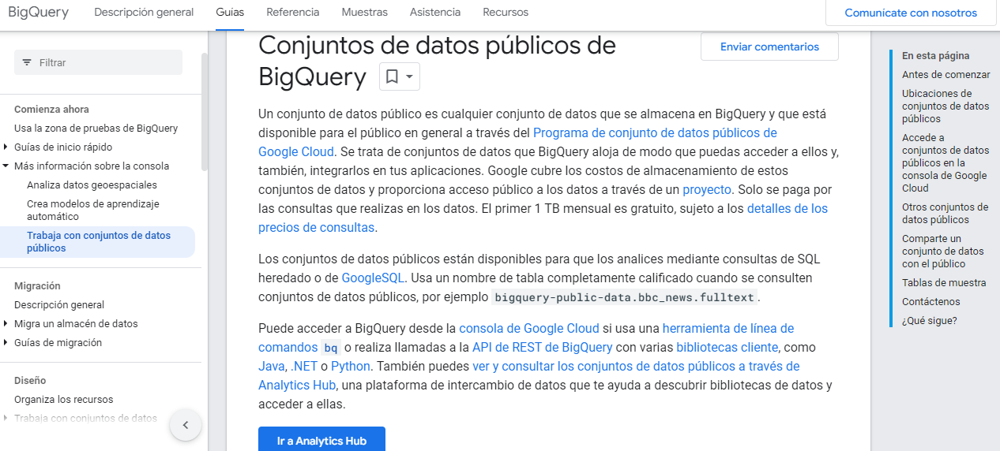 BigQuery
Descripción general
Guías
Referencia
Muestras
Asistencia
Recursos
Comunícate con nosotros
Filtrar
Comienza ahora
Usa la zona de pruebas de BigQuery
Guías de inicio rápido
Más información sobre la consola
Analiza datos geoespaciales
Crea modelos de aprendizaje
automático
Trabaja con conjuntos de datos
públicos
Migración
Descripción general
Migra un almacén de datos
Guías de migración
Diseño
Organiza los recursos
Trabaja con conjuntos de datos
Conjuntos de datos públicos de
BigQuery
Enviar comentarios
Un conjunto de datos público es cualquier conjunto de datos que se almacena en BigQuery y que está
disponible para el público en general a través del Programa de conjunto de datos públicos de
Google Cloud. Se trata de conjuntos de datos que BigQuery aloja de modo que puedas acceder a ellos y,
también, integrarlos en tus aplicaciones. Google cubre los costos de almacenamiento de estos
conjuntos de datos y proporciona acceso público a los datos a través de un proyecto. Solo se paga por
las consultas que realizas en los datos. El primer 1 TB mensual es gratuito, sujeto a los detalles de los
precios de consultas.
Los conjuntos de datos públicos están disponibles para que los analices mediante consultas de SQL
heredado o de GoogleSQL. Usa un nombre de tabla completamente calificado cuando se consulten
conjuntos de datos públicos, por ejemplo bigquery-public-data.bbc_news.fulltext.
Puede acceder a BigQuery desde la consola de Google Cloud si usa una herramienta de línea de
comandos bq o realiza llamadas a la API de REST de BigQuery con varias bibliotecas cliente, como
Java, .NET o Python. También puedes ver y consultar los conjuntos de datos públicos a través de
Analytics Hub, una plataforma de intercambio de datos que te ayuda a descubrir bibliotecas de datos y
acceder a ellas.
Ir a Analytics Hub
En esta página
Antes de comenzar
Ubicaciones de
conjuntos de datos
públicos
Accede a
conjuntos de datos
públicos en la
consola de Google
Cloud
Otros conjuntos de
datos públicos
Comparte un
conjunto de datos
con el público
Tablas de muestra
Contáctenos
¿Qué sigue?